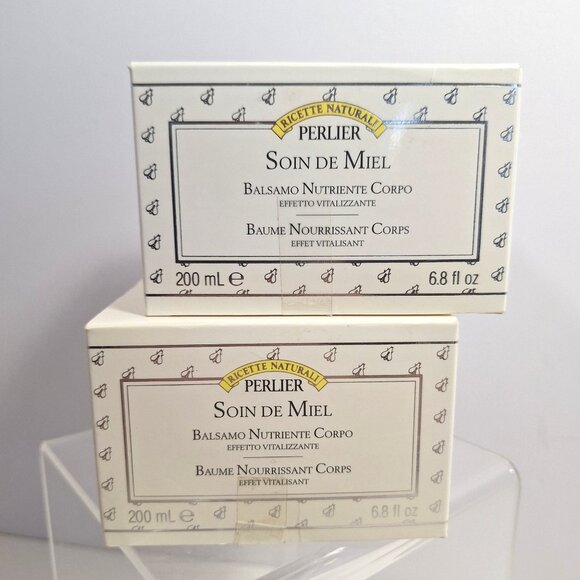 RICETTE NATURALI
PERLIER
SOIN DE MIEL
BALSAMO NUTRIENTE CORPO
EFFETTO VITALIZZANTE
BAUME NOURRISSANT CORPS
EFFET VITALISANT
200 mL e 6.8 fl oz
RICETTE NATURALI
PERLIER
SOIN DE MIEL
BALSAMO NUTRIENTE CORPO
EFFETTO VITALIZZANTE
BAUME NOURRISSANT CORPS
EFFET VITALISANT
200 mL e 6.8 fl oz